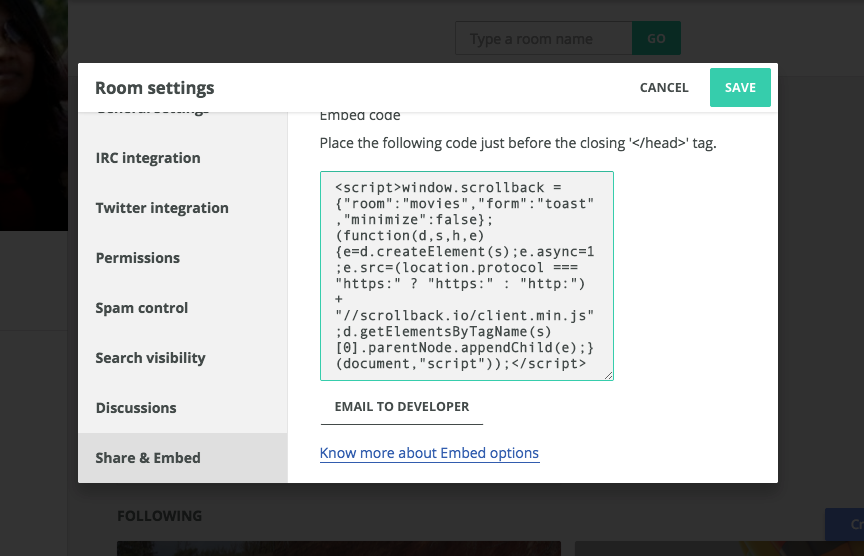 Type a room name
GO
Room settings
CANCEL
SAVE
General settings
IRC integration
Twitter integration
Permissions
Spam control
Search visibility
Discussions
Share & Embed
Embed code
Place the following code just before the closing '</head>' tag.
<script>window.scrollback =
{"room":"movies","form":"toast"
,"minimize":false};
(function(d,s,h,e)
{e=d.createElement(s);e.async=1
;e.src=(location.protocol ===
"https:" ? "https:" : "http:")
+
"//scrollback.io/client.min.js"
;d.getElementsByTagName(s)
[0].parentNode.appendChild(e);}
(document,"script"));</script>
EMAIL TO DEVELOPER
Know more about Embed options
FOLLOWING